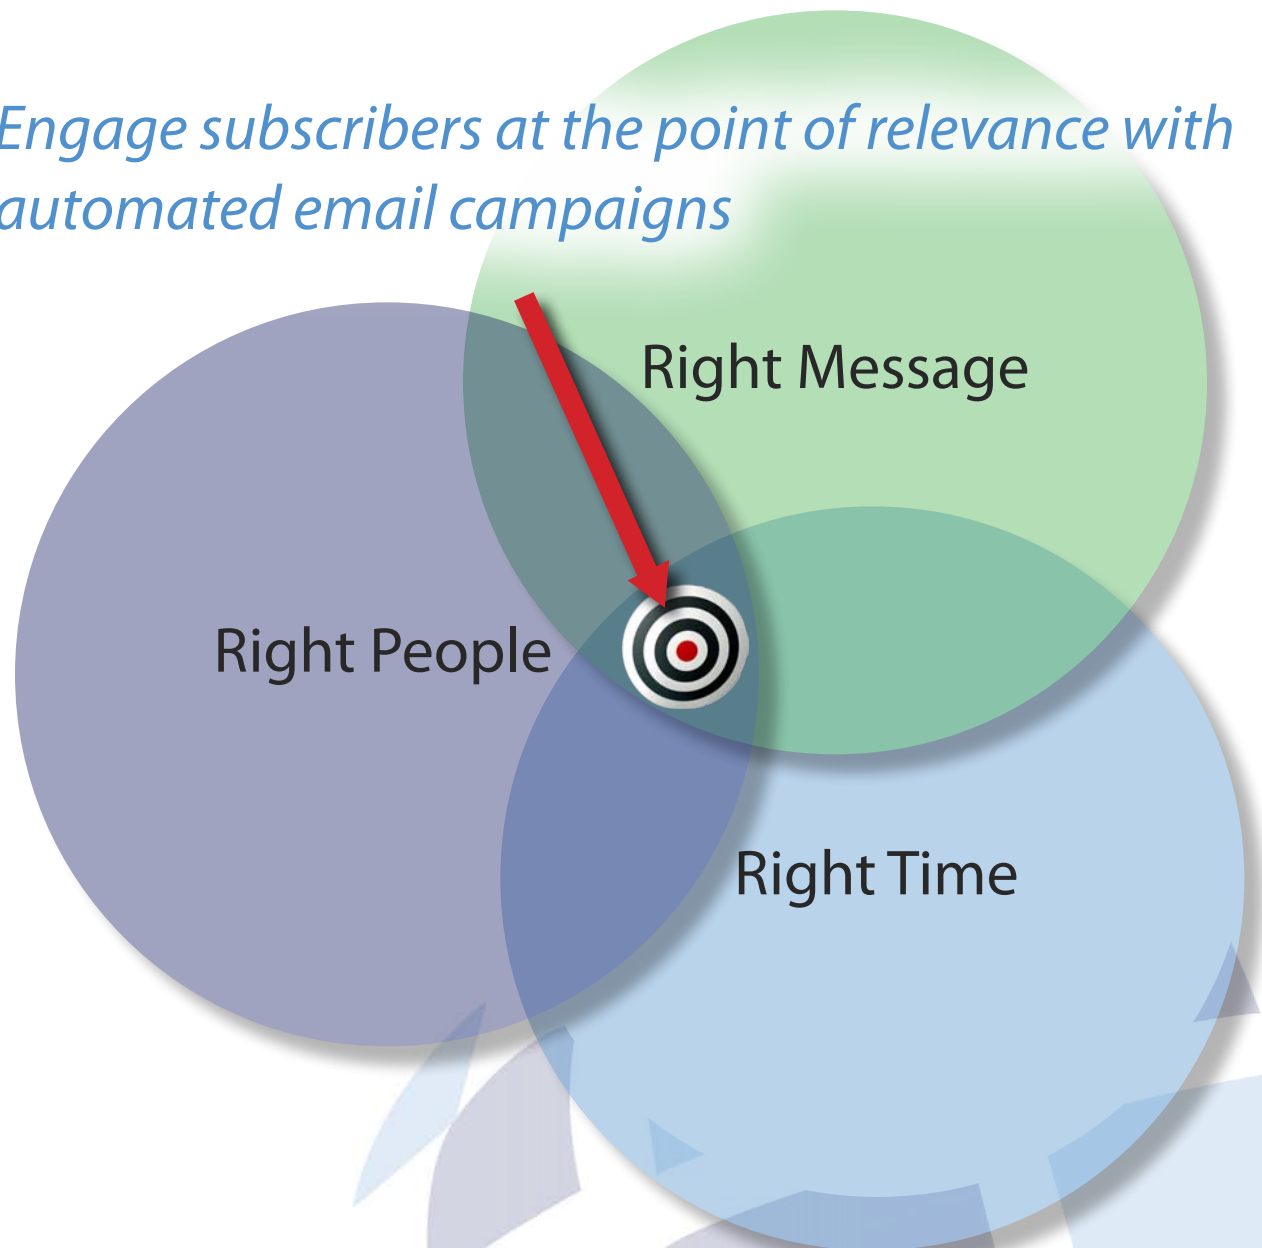 Engage subscribers at the point of relevance with
automated email campaigns
Right Message
Right People
Right Time